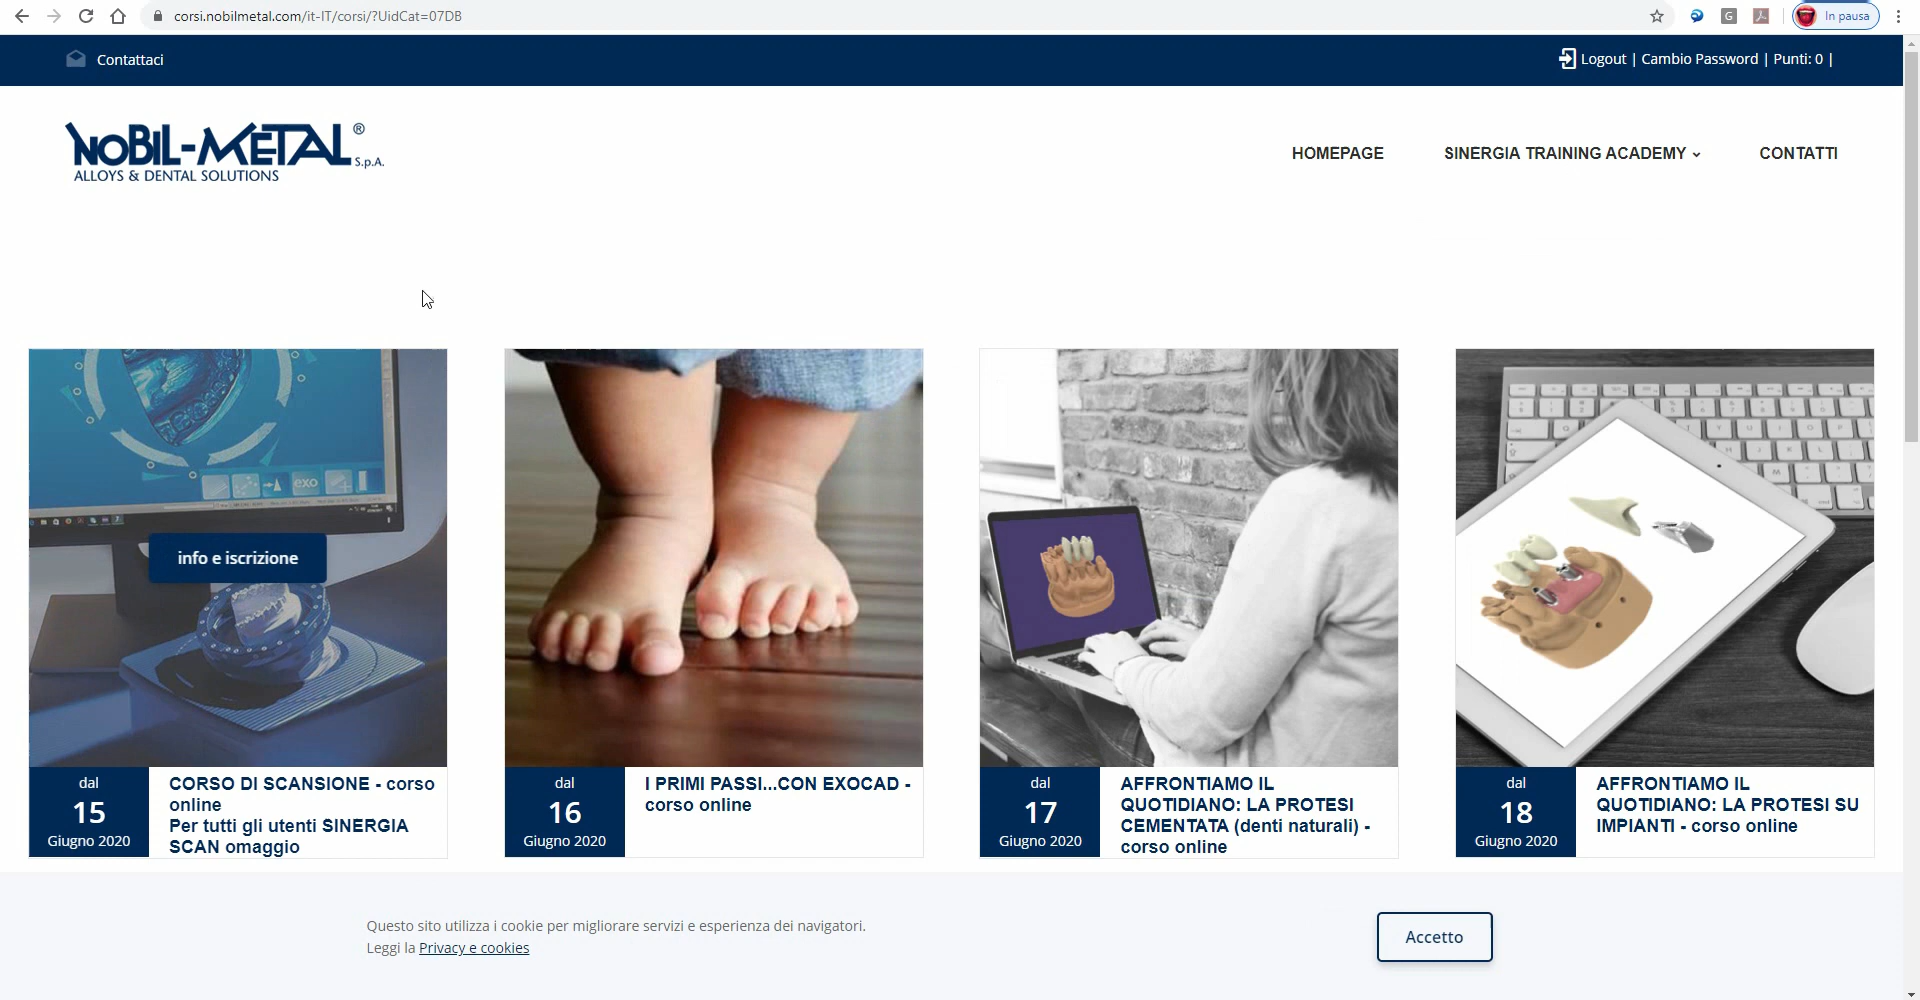 corsi.nobilmetal.com/it-IT/corsi/?UidCat=07DB
In pausa
Contattaci
Logout | Cambio Password | Punti: 0 |
NOBIL-METAL® S.p.A.
ALLOYS & DENTAL SOLUTIONS
HOMEPAGE
SINERGIA TRAINING ACADEMY
CONTATTI
exo
info e iscrizione
dal
15
Giugno 2020
CORSO DI SCANSIONE - corso
online
Per tutti gli utenti SINERGIA
SCAN omaggio
dal
16
Giugno 2020
I PRIMI PASSI...CON EXOCAD -
corso online
dal
17
Giugno 2020
AFFRONTIAMO IL
QUOTIDIANO: LA PROTESI
CEMENTATA (denti naturali) -
corso online
dal
18
Giugno 2020
AFFRONTIAMO IL
QUOTIDIANO: LA PROTESI SU
IMPIANTI - corso online
Questo sito utilizza i cookie per migliorare servizi e esperienza dei navigatori.
Leggi la Privacy e cookies
Accetto